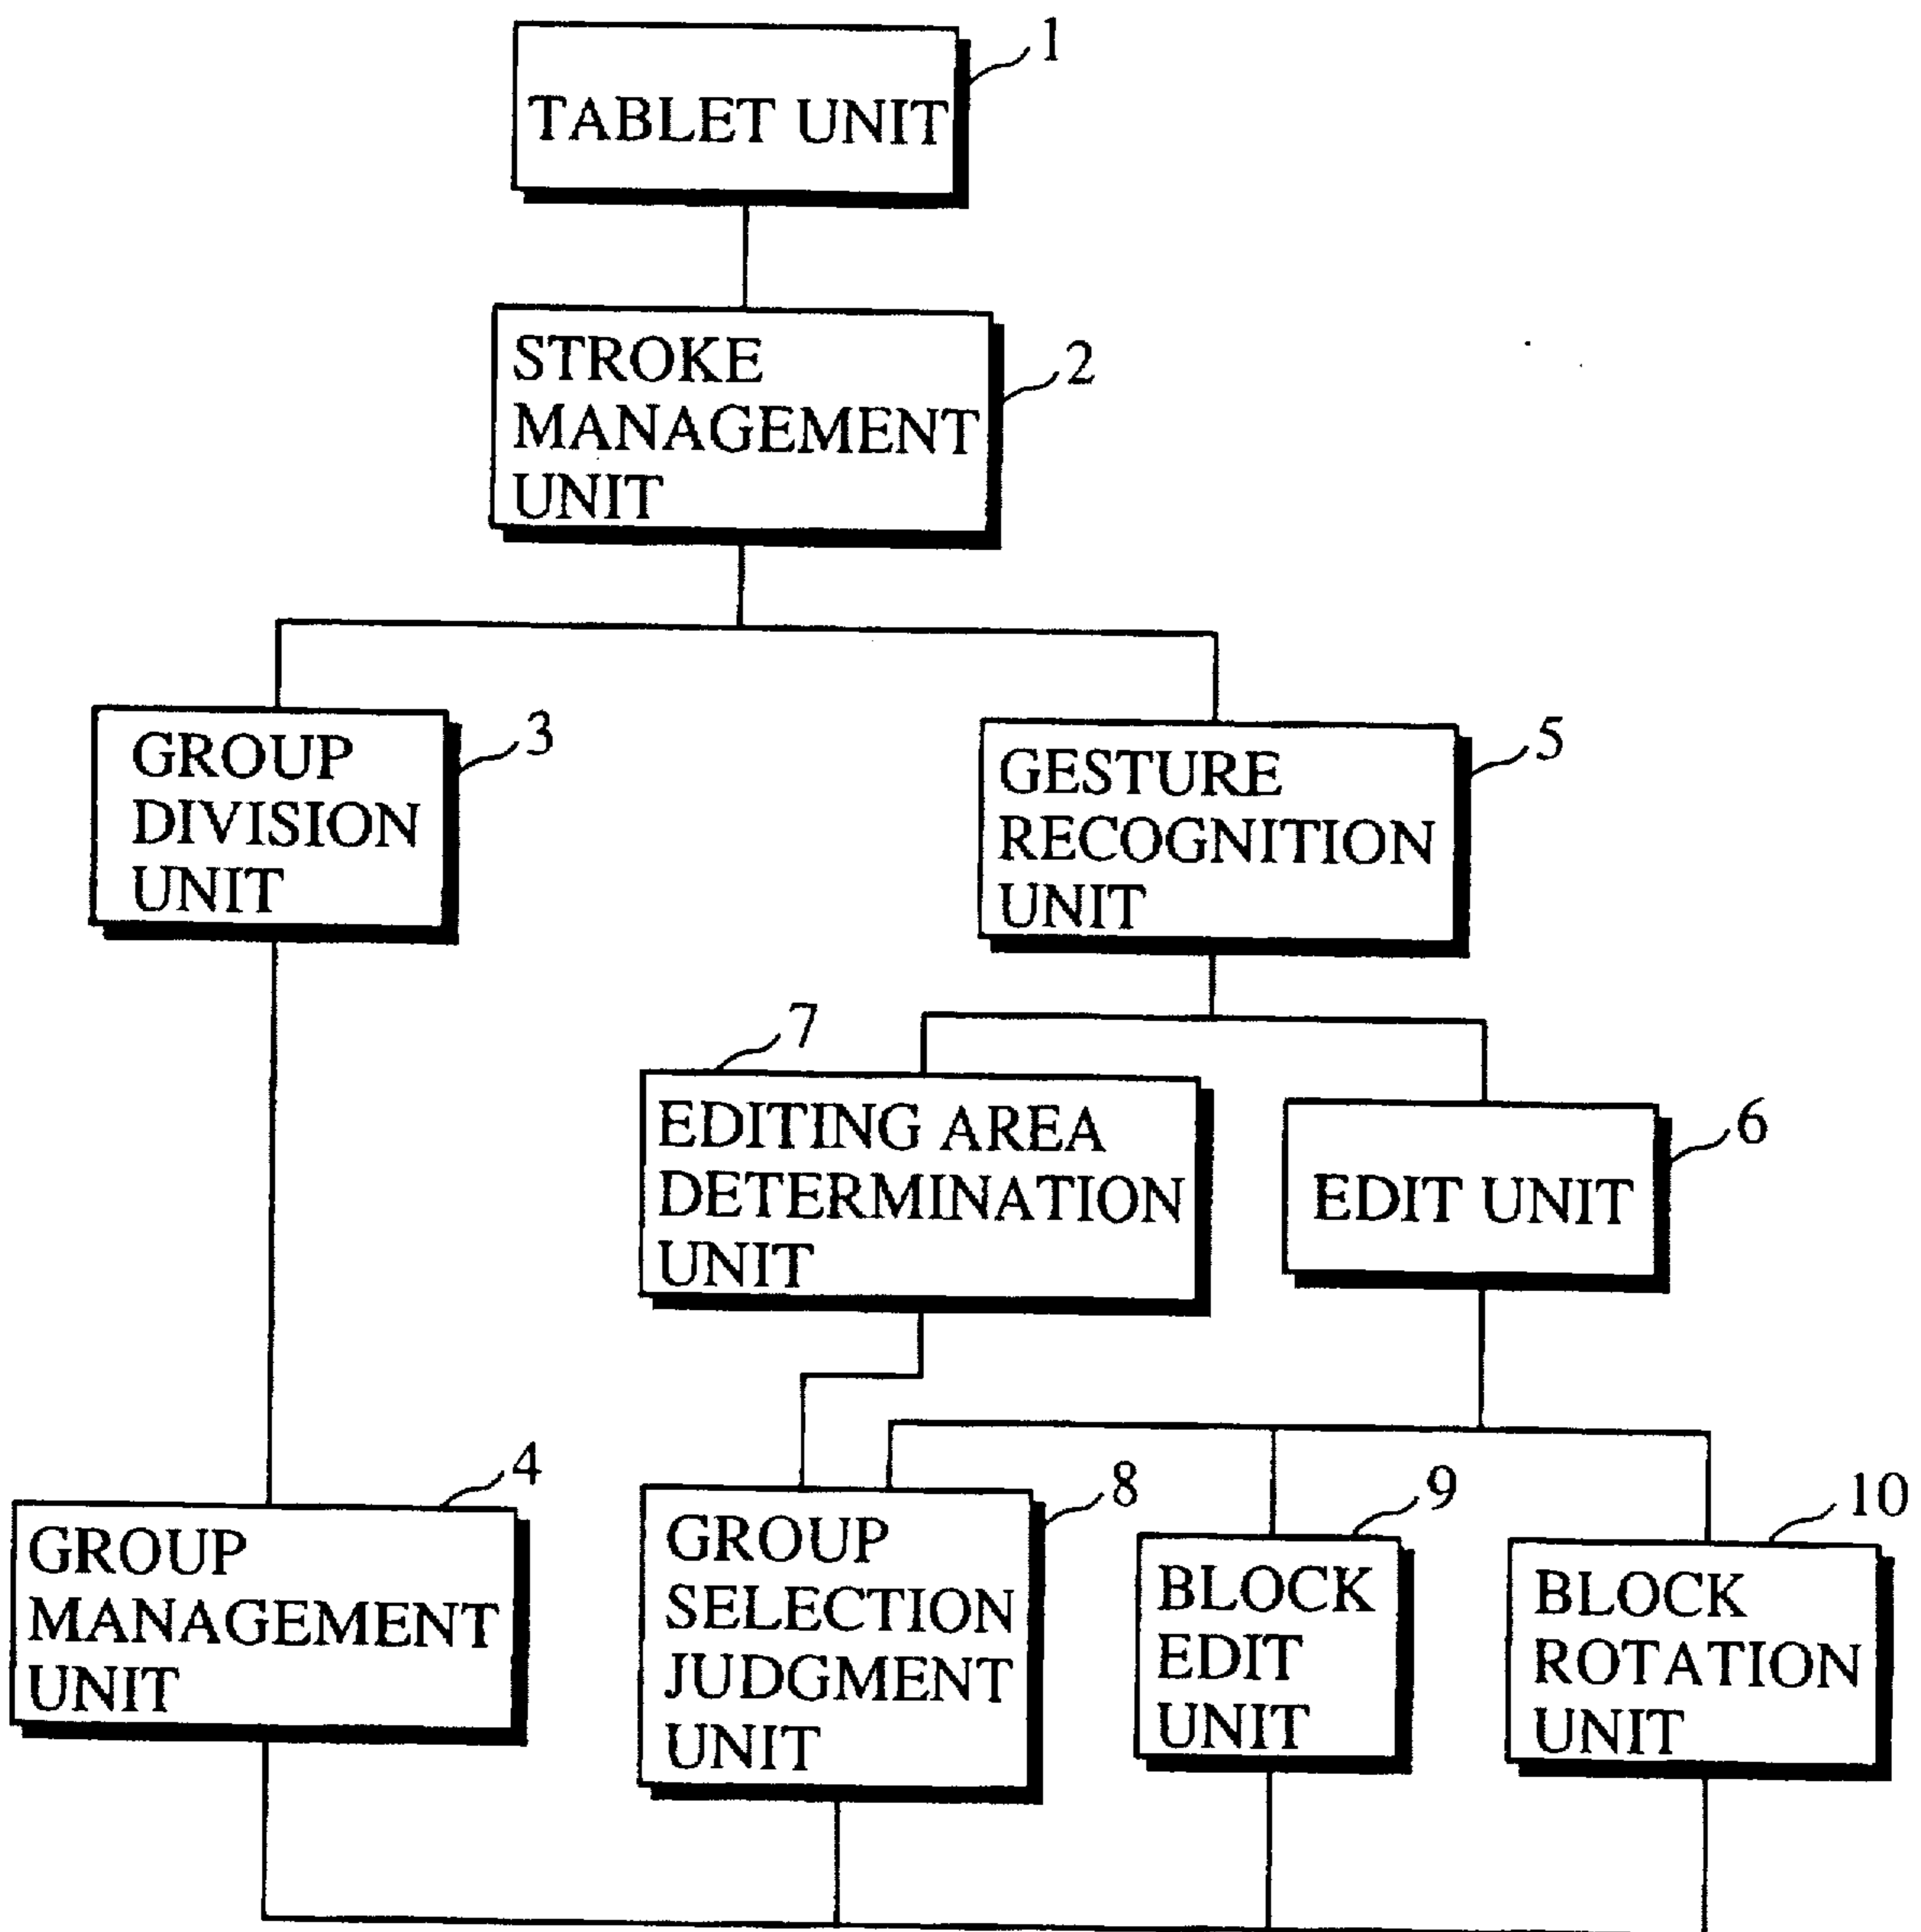 1
TABLET UNIT
2
STROKE
MANAGEMENT
UNIT
3
GROUP
DIVISION
UNIT
5
GESTURE
RECOGNITION
UNIT
7
EDITING AREA
DETERMINATION
UNIT
6
EDIT UNIT
4
GROUP
MANAGEMENT
UNIT
8
GROUP
SELECTION
JUDGMENT
UNIT
9
BLOCK
EDIT
UNIT
10
BLOCK
ROTATION
UNIT